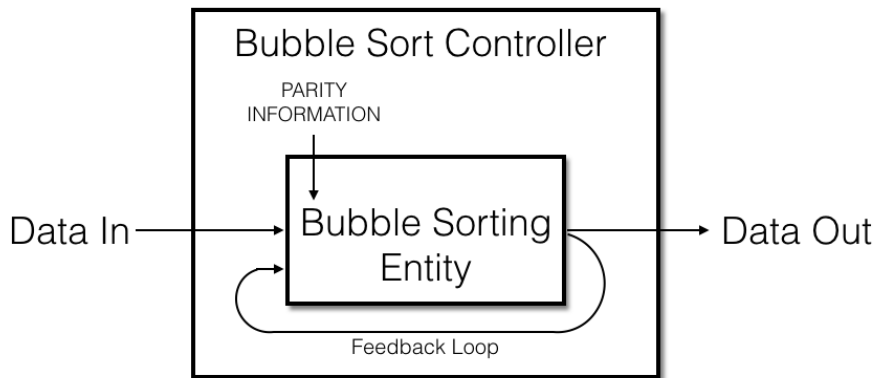 Bubble Sort Controller
PARITY
INFORMATION
Data In
Bubble Sorting
Entity
Data Out
Feedback Loop